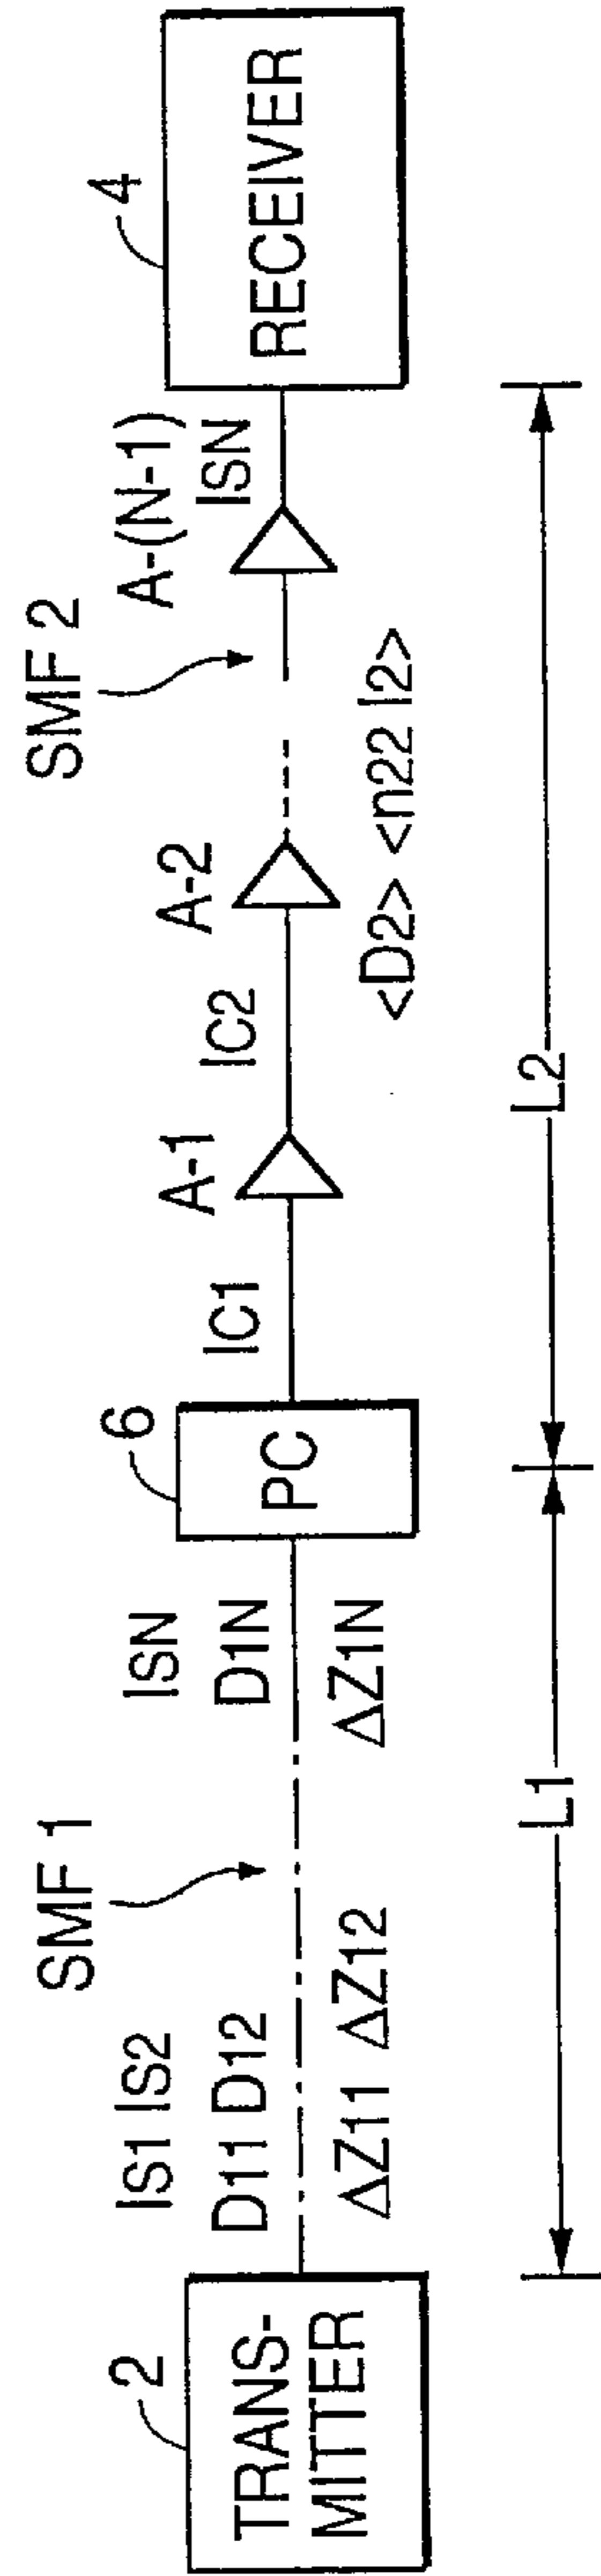 2
TRANS-
MITTER
IS1 IS2
D11 D12
ΔZ11 ΔZ12
SMF 1
ISN
D1N
ΔZ1N
6
PC
IC1
A-1
IC2
A-2
<D2> <n22 I2>
SMF 2
A-(N-1)
ISN
4
RECEIVER
L1
L2